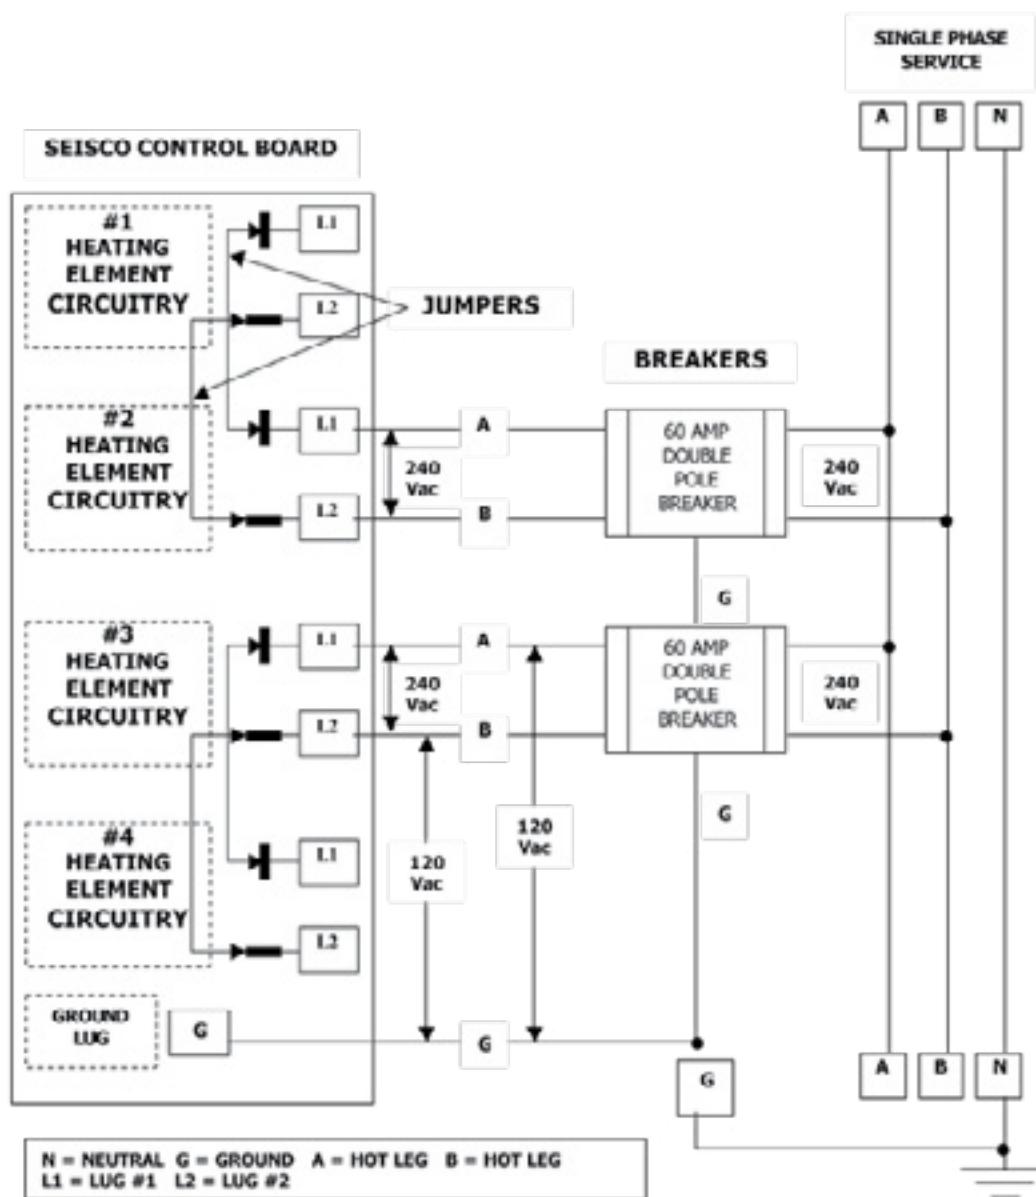 SINGLE PHASE
SERVICE
A
B
N
SEISCO CONTROL BOARD
#1
HEATING
ELEMENT
CIRCUITRY
L1
L2
JUMPERS
BREAKERS
#2
HEATING
ELEMENT
CIRCUITRY
L1
L2
A
240
Vac
B
60 AMP
DOUBLE
POLE
BREAKER
240
Vac
G
#3
HEATING
ELEMENT
CIRCUITRY
L1
L2
A
240
Vac
B
60 AMP
DOUBLE
POLE
BREAKER
240
Vac
G
120
Vac
120
Vac
#4
HEATING
ELEMENT
CIRCUITRY
L1
L2
GROUND
LUG
G
G
G
A
B
N
N = NEUTRAL G = GROUND A = HOT LEG B = HOT LEG
L1 = LUG #1 L2 = LUG #2